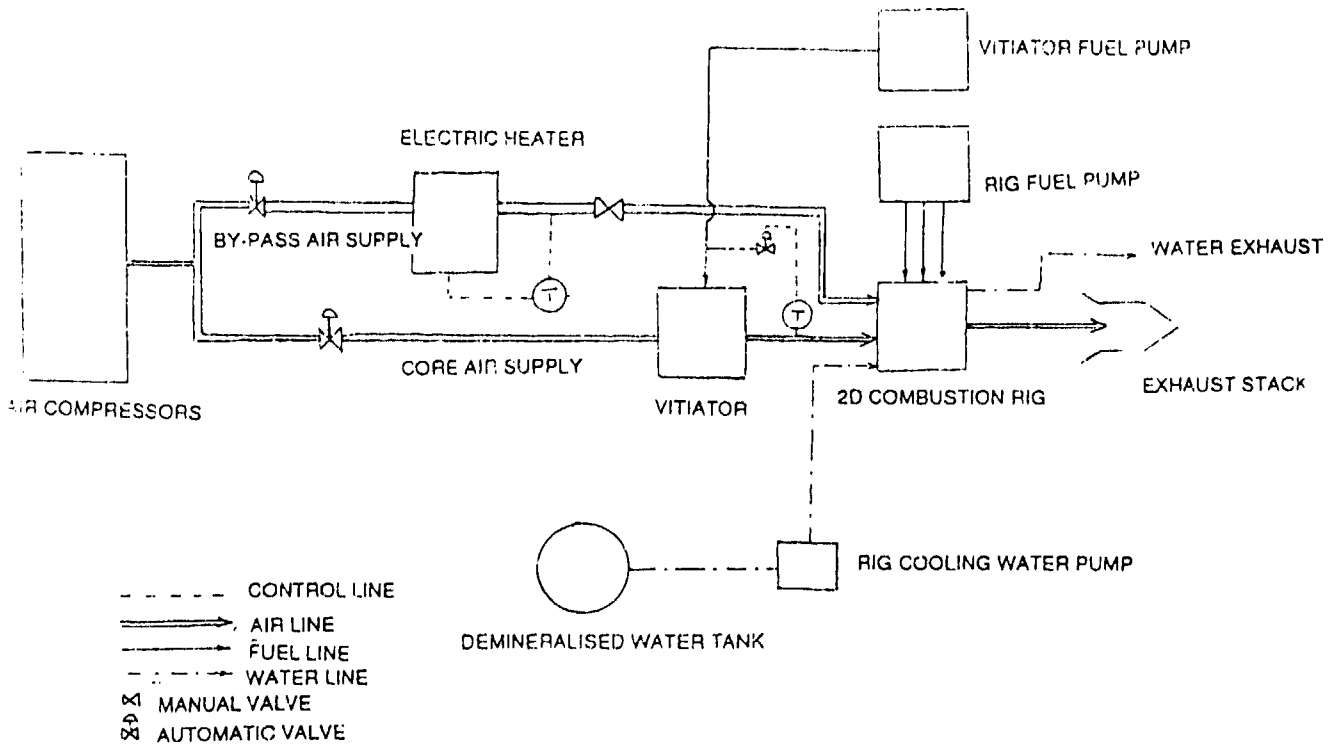 VITIATOR FUEL PUMP
ELECTRIC HEATER
RIG FUEL PUMP
BY-PASS AIR SUPPLY
WATER EXHAUST
T
T
CORE AIR SUPPLY
AIR COMPRESSORS
VITIATOR
2D COMBUSTION RIG
EXHAUST STACK
RIG COOLING WATER PUMP
DEMINERALISED WATER TANK
CONTROL LINE
AIR LINE
FUEL LINE
WATER LINE
MANUAL VALVE
AUTOMATIC VALVE